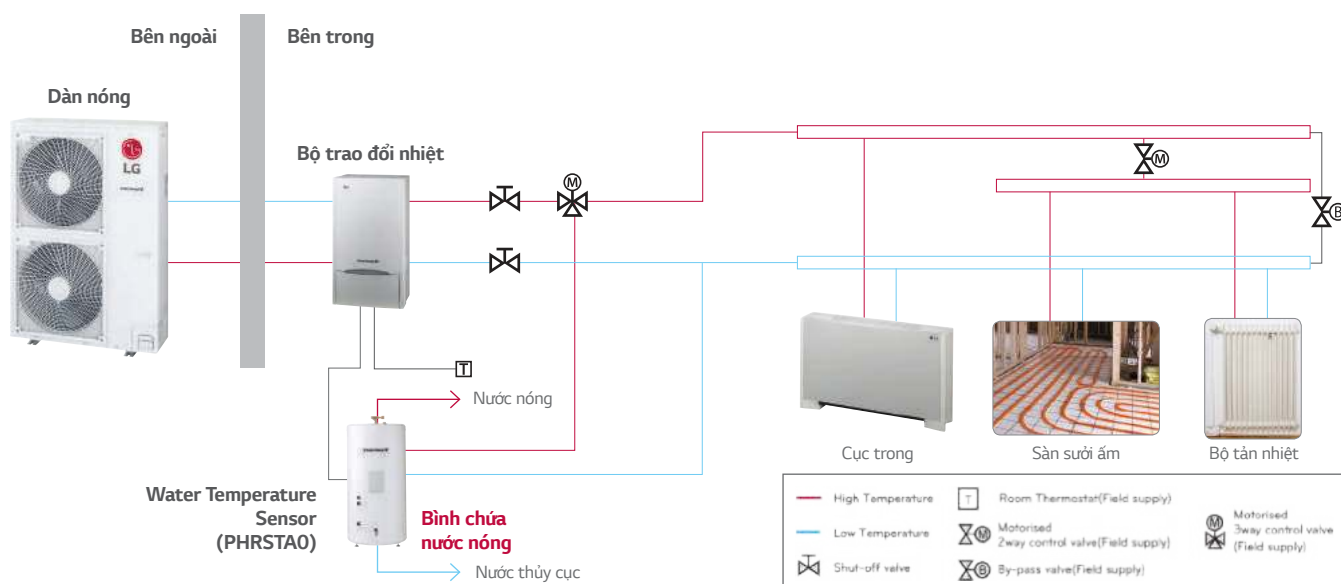 Bên ngoài
Bên trong
Dàn nóng
LG
Bộ trao đổi nhiệt
M
M
B
T
Nước nóng
Cục trong
Sàn sưởi ấm
Bộ tản nhiệt
Water Temperature
Sensor
(PHRSTA0)
Bình chứa
nước nóng
Nước thủy cục
High Temperature
Low Temperature
Shut-off valve
T
Room Thermostat(Field supply)
M
Motorised
2way control valve(Field supply)
B
By-pass valve(Field supply)
M
Motorised
3way control valve
(Field supply)